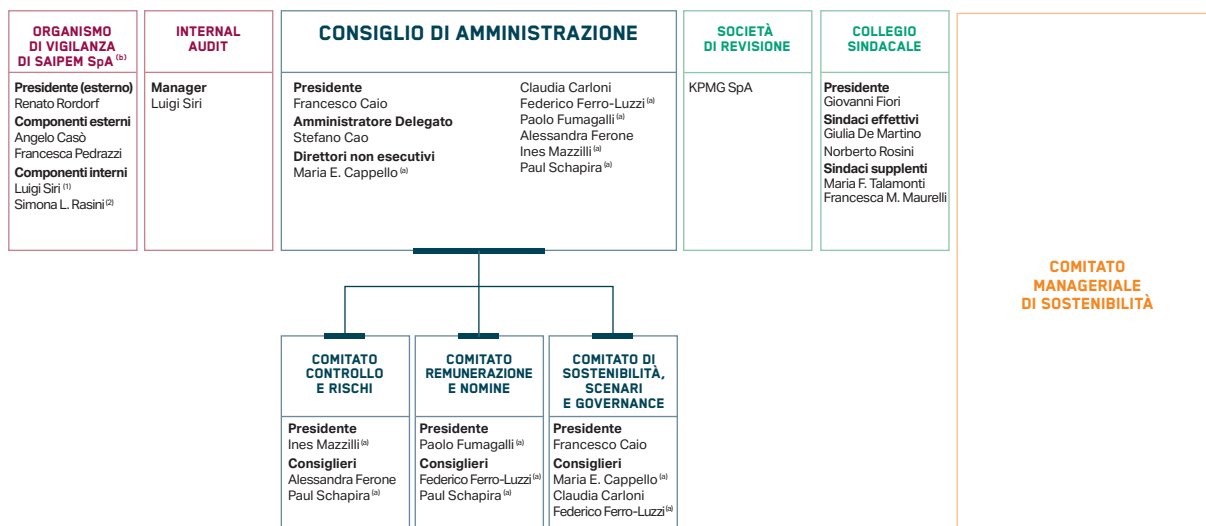 ORGANISMO
DI VIGILANZA
DI SAIPEM SpA (b)
Presidente (esterno)
Renato Rordorf
Componenti esterni
Angelo Casò
Francesca Pedrazzi
Componenti interni
Luigi Siri (1)
Simona L. Rasini (2)
INTERNAL
AUDIT
Manager
Luigi Siri
CONSIGLIO DI AMMINISTRAZIONE
Presidente
Francesco Caio
Amministratore Delegato
Stefano Cao
Direttori non esecutivi
Maria E. Cappello (a)
Claudia Carloni
Federico Ferro-Luzzi (a)
Paolo Fumagalli (a)
Alessandra Ferone
Ines Mazzilli (a)
Paul Schapira (a)
SOCIETÀ
DI REVISIONE
KPMG SpA
COLLEGIO
SINDACALE
Presidente
Giovanni Fiori
Sindaci effettivi
Giulia De Martino
Norberto Rosini
Sindaci supplenti
Maria F. Talamonti
Francesca M. Maurelli
COMITATO
MANAGERIALE
DI SOSTENIBILITÀ
COMITATO
CONTROLLO
E RISCHI
Presidente
Ines Mazzilli (a)
Consiglieri
Alessandra Ferone
Paul Schapira (a)
COMITATO
REMUNERAZIONE
E NOMINE
Presidente
Paolo Fumagalli (a)
Consiglieri
Federico Ferro-Luzzi (a)
Paul Schapira (a)
COMITATO DI
SOSTENIBILITÀ,
SCENARI
E GOVERNANCE
Presidente
Francesco Caio
Consiglieri
Maria E. Cappello (a)
Claudia Carloni
Federico Ferro-Luzzi (a)